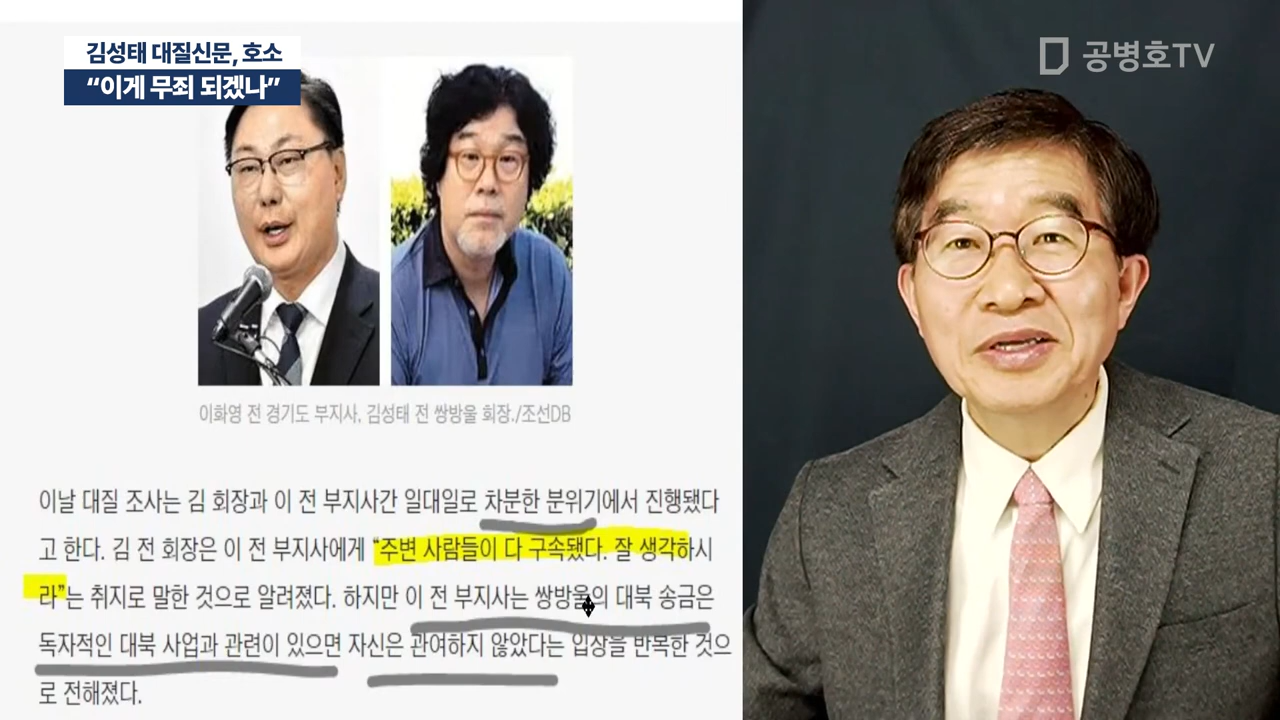 김성태 대질신문, 호소
“이게 무죄 되겠나”
공병호TV
이화영 전 경기도 부지사, 김성태 전 쌍방울 회장./조선DB
이날 대질 조사는 김 회장과 이 전 부지사간 일대일로 차분한 분위기에서 진행됐다
고 한다. 김 전 회장은 이 전 부지사에게 “주변 사람들이 다 구속됐다. 잘 생각하시
라”는 취지로 말한 것으로 알려졌다. 하지만 이 전 부지사는 쌍방울의 대북 송금은
독자적인 대북 사업과 관련이 있으면 자신은 관여하지 않았다는 입장을 반복한 것으
로 전해졌다.